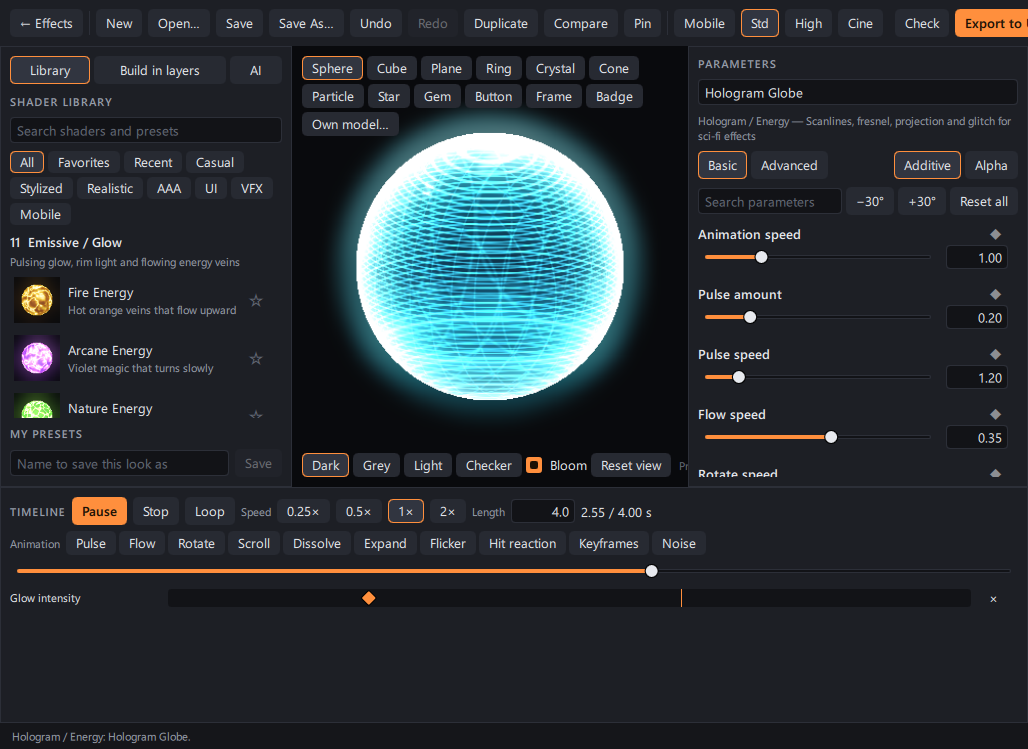 ← Effects New Open... Save Save As... Undo Redo Duplicate Compare Pin Mobile Std High Cine Check Export to
Library Build in layers AI
SHADER LIBRARY
Search shaders and presets
All Favorites Recent Casual
Stylized Realistic AAA UI VFX
Mobile
11 Emissive / Glow
Pulsing glow, rim light and flowing energy veins
Fire Energy
Hot orange veins that flow upward
Arcane Energy
Violet magic that turns slowly
Nature Energy
MY PRESETS
Name to save this look as Save
Sphere Cube Plane Ring Crystal Cone
Particle Star Gem Button Frame Badge
Own model...
Dark Grey Light Checker Bloom Reset view
PARAMETERS
Hologram Globe
Hologram / Energy — Scanlines, fresnel, projection and glitch for
sci-fi effects
Basic Advanced Additive Alpha
Search parameters −30° +30° Reset all
Animation speed
1.00
Pulse amount
0.20
Pulse speed
1.20
Flow speed
0.35
Rotate speed
TIMELINE Pause Stop Loop Speed 0.25× 0.5× 1× 2× Length 4.0 2.55 / 4.00 s
Animation Pulse Flow Rotate Scroll Dissolve Expand Flicker Hit reaction Keyframes Noise
Glow intensity ×
Hologram / Energy: Hologram Globe.